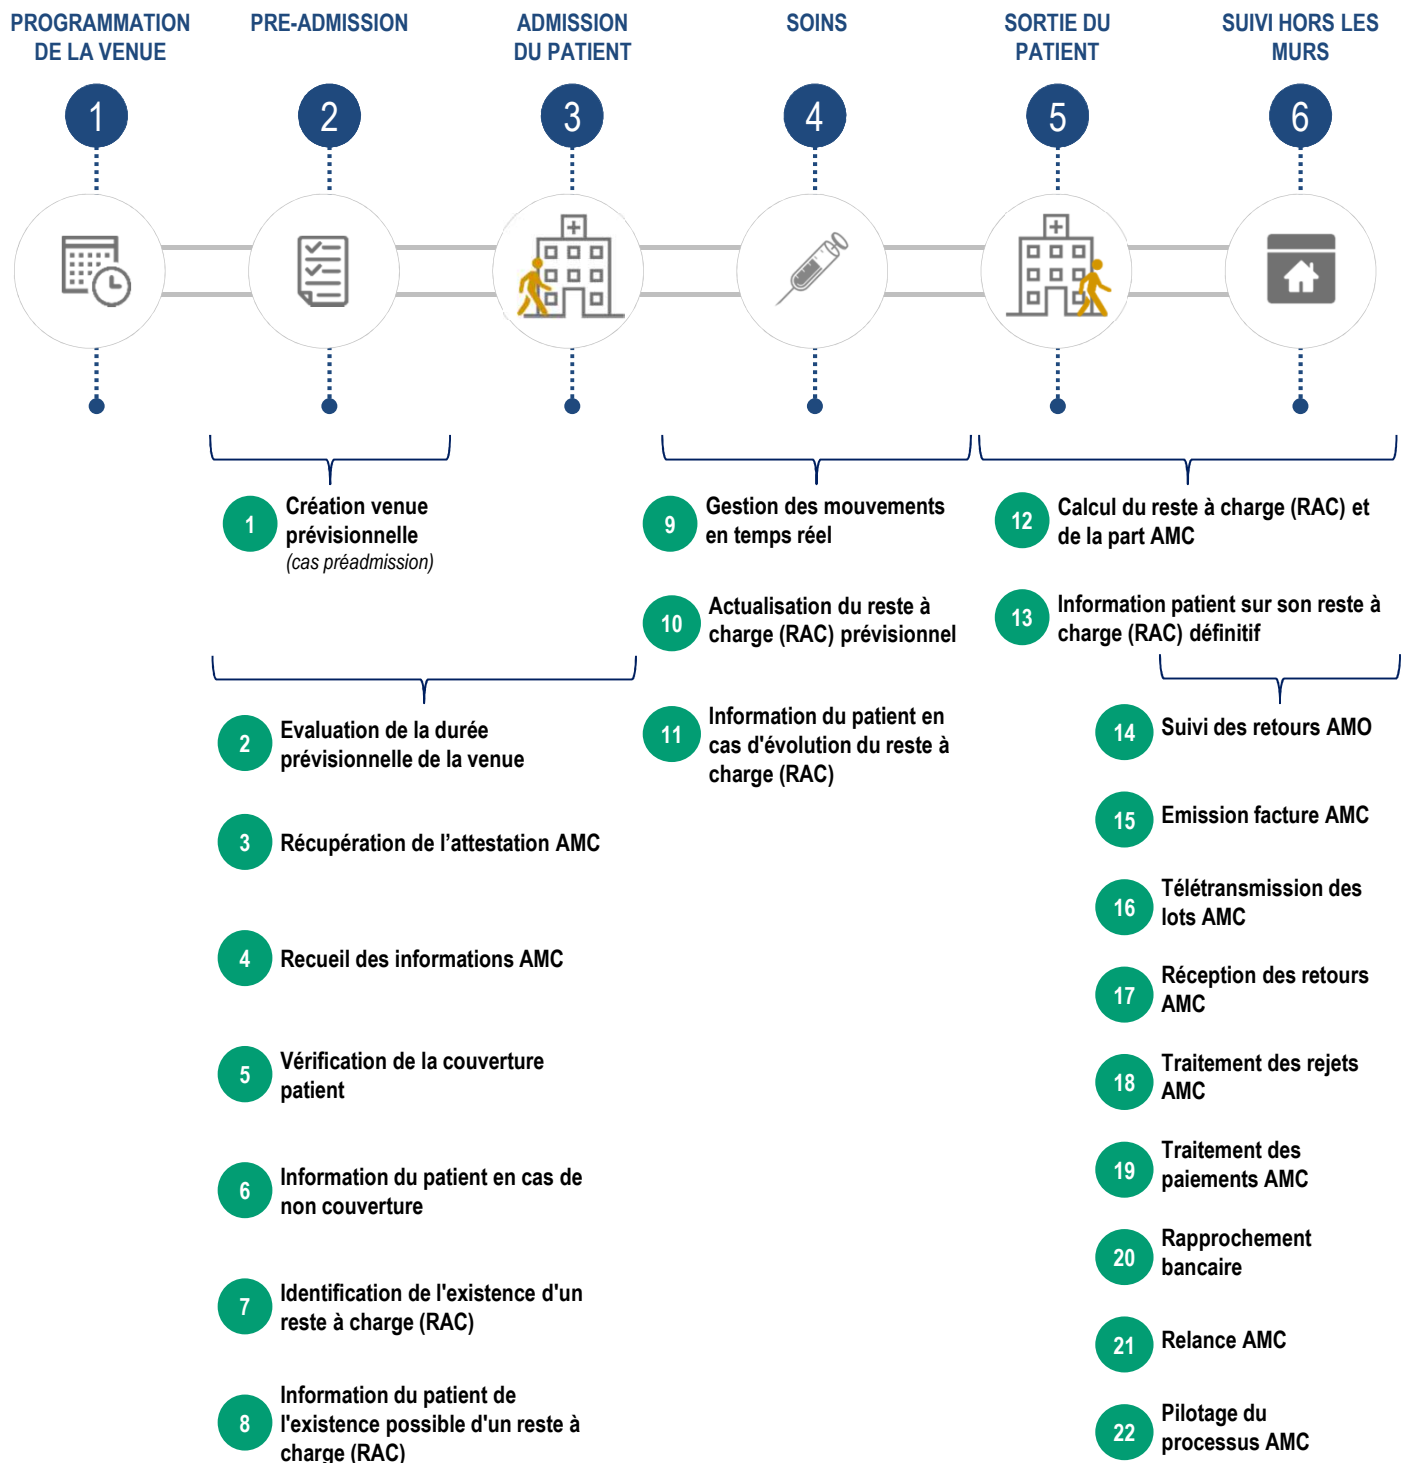 PROGRAMMATION
DE LA VENUE
PRE-ADMISSION
ADMISSION
DU PATIENT
SOINS
SORTIE DU
PATIENT
SUIVI HORS LES
MURS
1
2
3
4
5
6
1
Création venue
prévisionnelle
(cas préadmission)
2
Evaluation de la durée
prévisionnelle de la venue
3
Récupération de l’attestation AMC
4
Recueil des informations AMC
5
Vérification de la couverture
patient
6
Information du patient en cas de
non couverture
7
Identification de l'existence d'un
reste à charge (RAC)
8
Information du patient de
l'existence possible d'un reste à
charge (RAC)
9
Gestion des mouvements
en temps réel
10
Actualisation du reste à
charge (RAC) prévisionnel
11
Information du patient en
cas d'évolution du reste à
charge (RAC)
12
Calcul du reste à charge (RAC) et
de la part AMC
13
Information patient sur son reste à
charge (RAC) définitif
14
Suivi des retours AMO
15
Emission facture AMC
16
Télétransmission des
lots AMC
17
Réception des retours
AMC
18
Traitement des rejets
AMC
19
Traitement des
paiements AMC
20
Rapprochement
bancaire
21
Relance AMC
22
Pilotage du
processus AMC